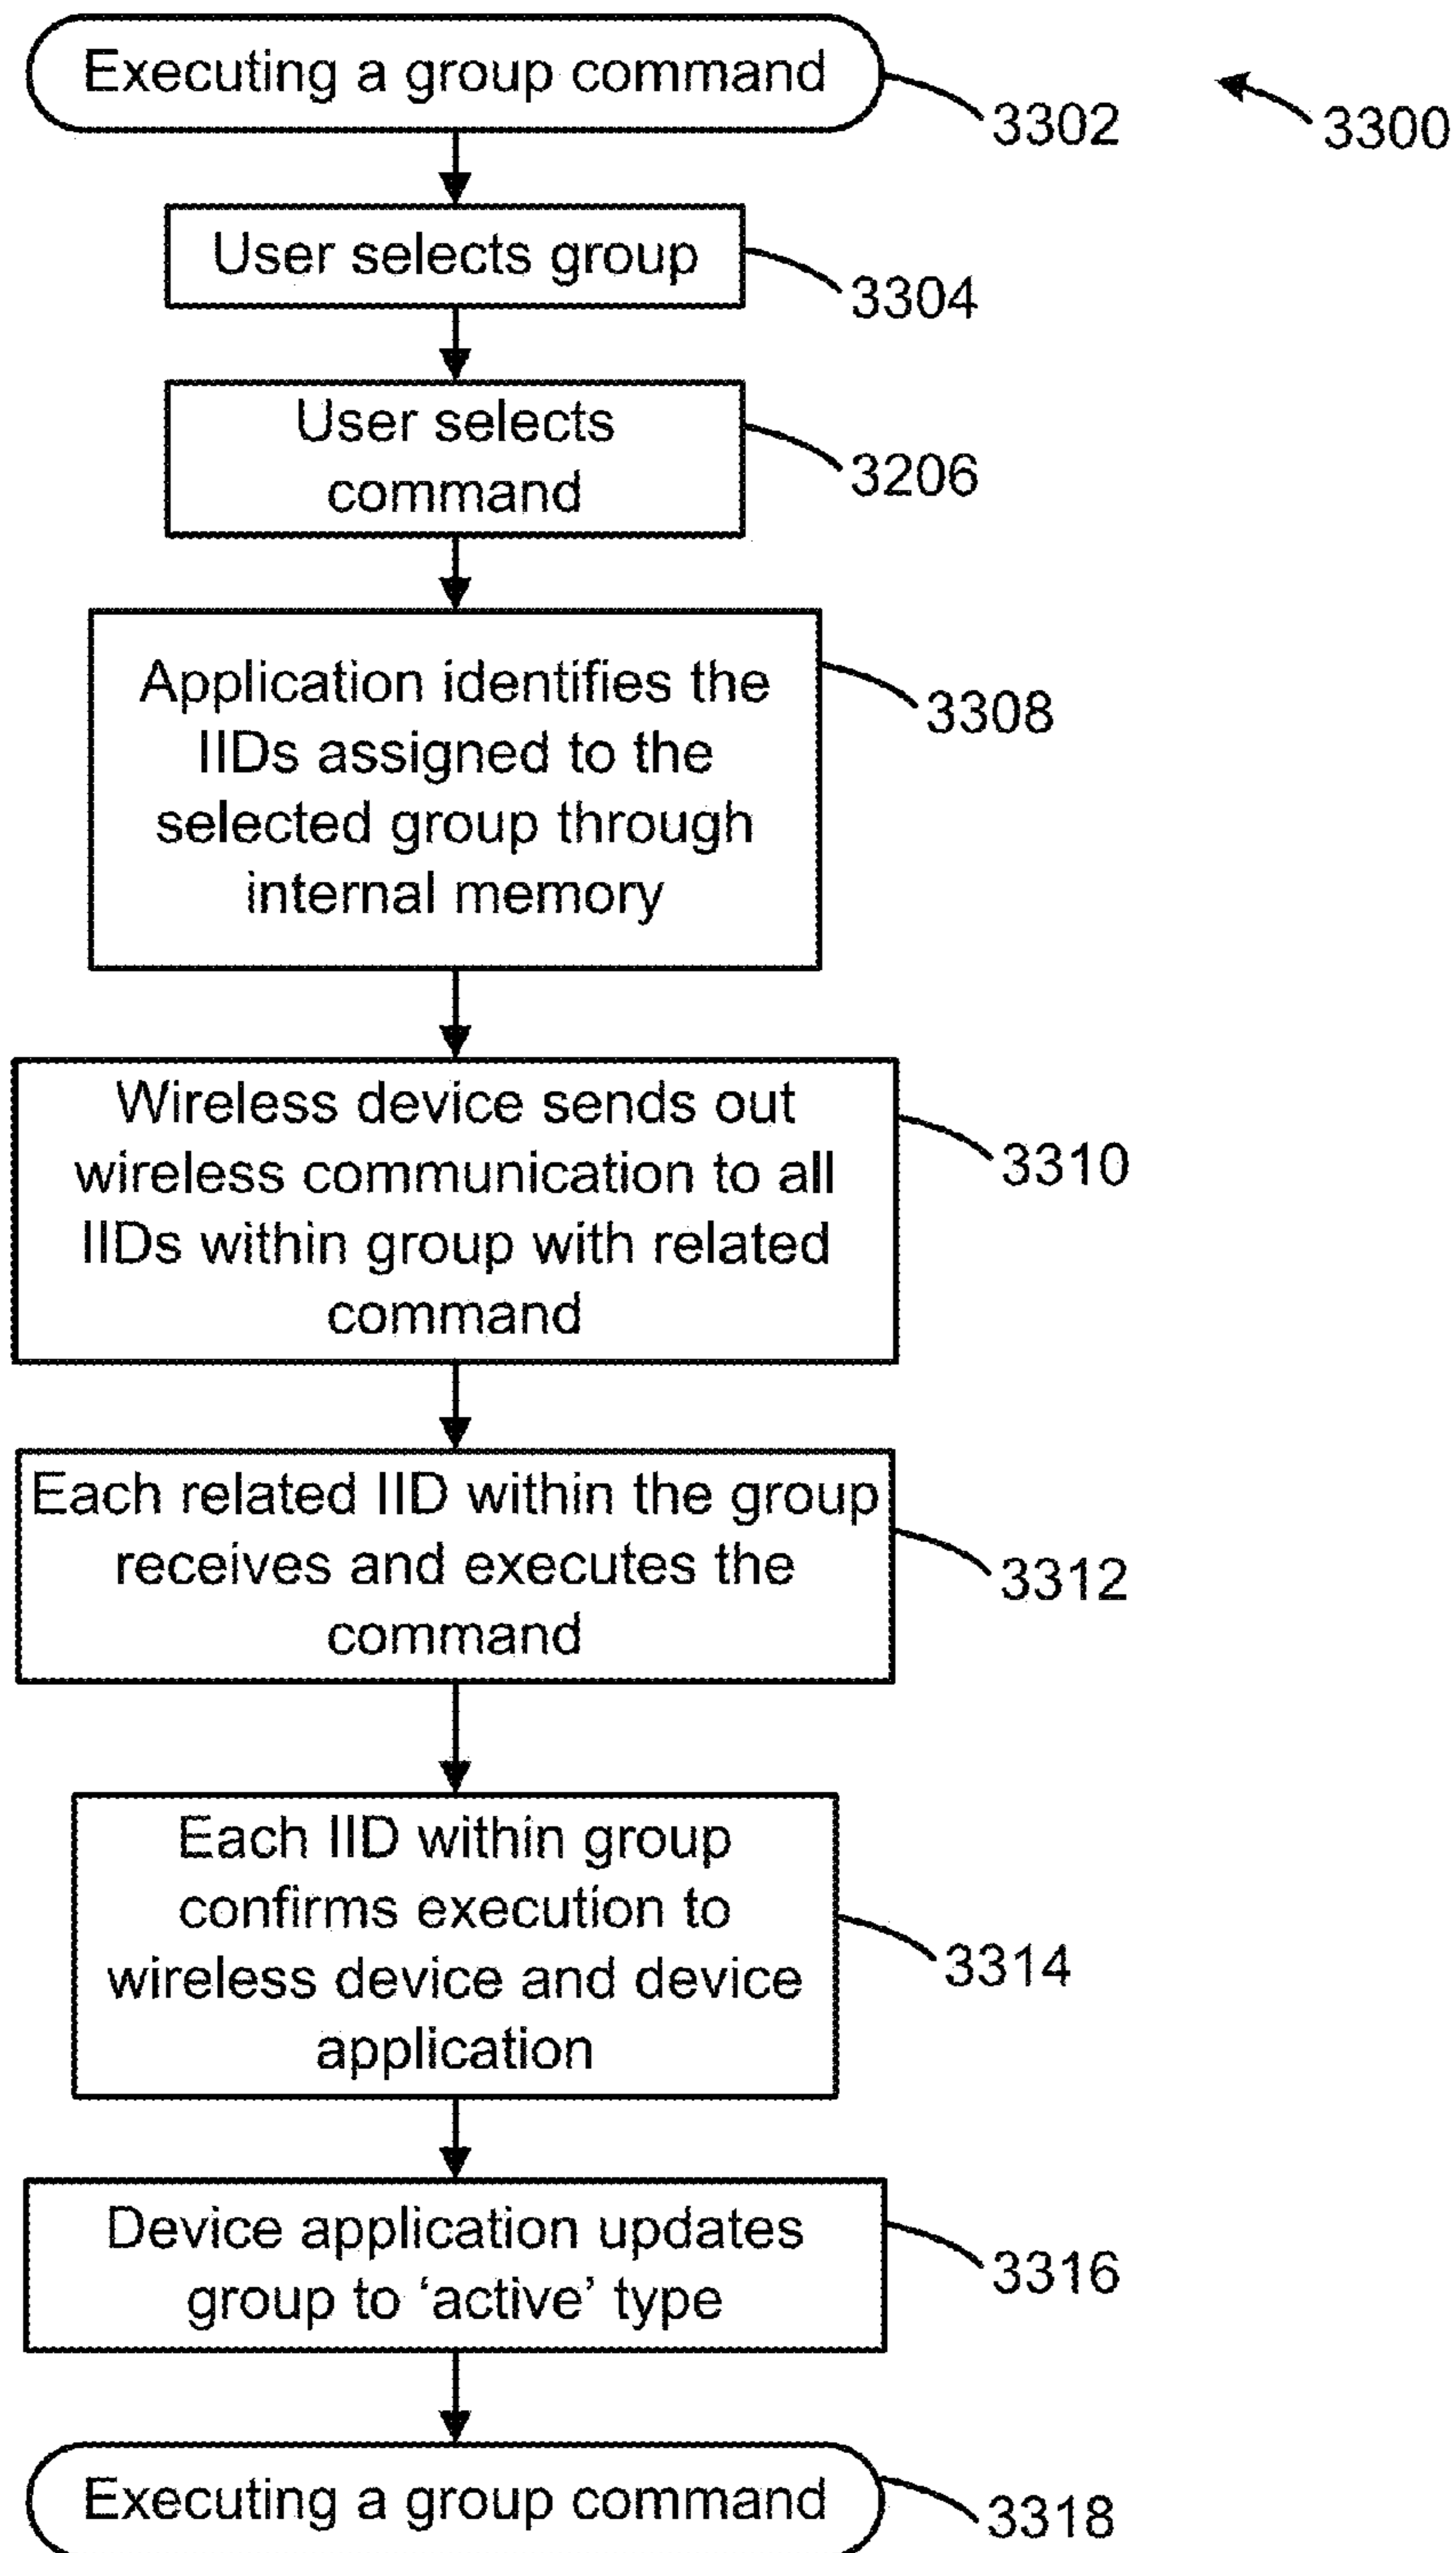 Executing a group command
3302
3300
User selects group
3304
User selects
command
3206
Application identifies the
IIDs assigned to the
selected group through
internal memory
3308
Wireless device sends out
wireless communication to all
IIDs within group with related
command
3310
Each related IID within the group
receives and executes the
command
3312
Each IID within group
confirms execution to
wireless device and device
application
3314
Device application updates
group to ‘active’ type
3316
Executing a group command
3318